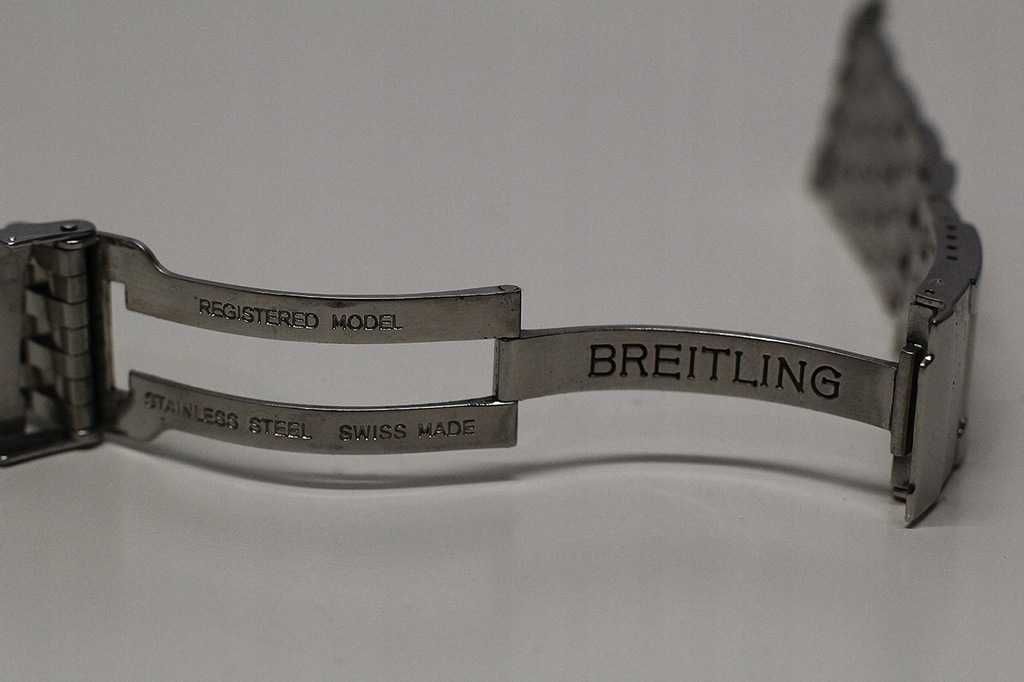 REGISTERED MODEL
BREITLING
STAINLESS STEEL SWISS MADE